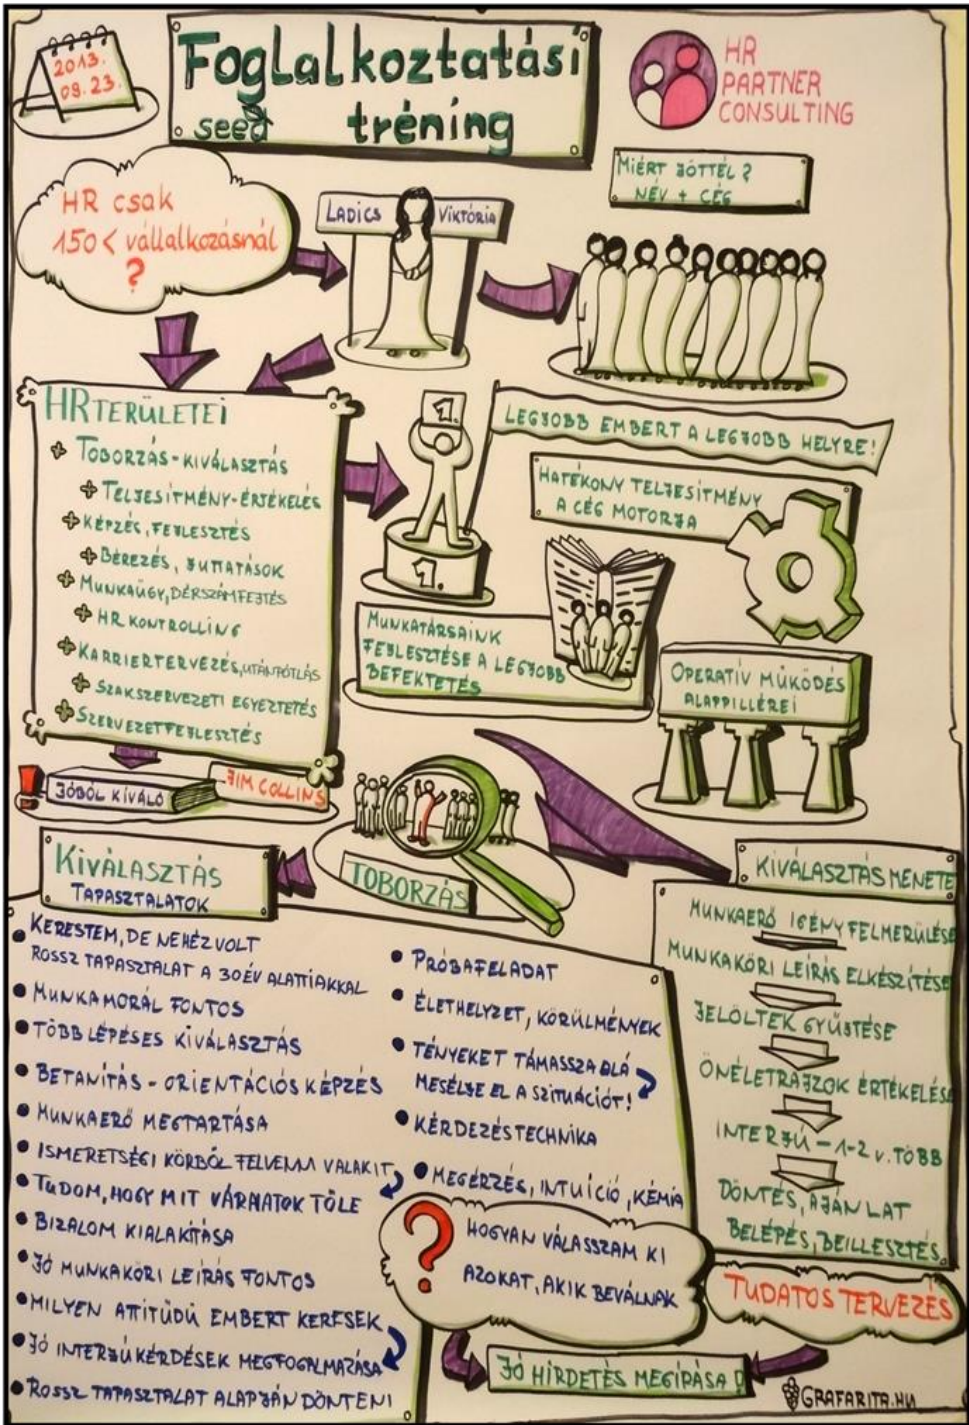 2013.
09.23.
Foglalkoztatási
seed tréning
HR
PARTNER
CONSULTING
MIÉRT JÖTTÉL?
NÉV + CÉG
HR csak
150 < vállalkozásnál
?
LADICS VIKTÓRIA
HR TERÜLETEI
TOBORZÁS-KIVÁLASZTÁS
TELJESÍTMÉNY-ÉRTÉKELÉS
KÉPZÉS, FEJLESZTÉS
BÉREZÉS, JUTTATÁSOK
MUNKAÜGY, BÉRSZÁMFEJTÉS
HR KONTROLLING
KARRIERTERVEZÉS, UTÁNPÓTLÁS
SZAKSZERVEZETI EGYEZTETÉS
SZERVEZETFEJLESZTÉS
1.
1.
LEGJOBB EMBERT A LEGJOBB HELYRE!
HATÉKONY TELJESÍTMÉNY
A CÉG MOTORJA
MUNKATÁRSAINK
FEJLESZTÉSE A LEGJOBB
BEFEKTETÉS
OPERATÍV MŰKÖDÉS
ALAPPILLÉREI
! JÓBÓL KIVÁLÓ
JIM COLLINS
TOBORZÁS
KIVÁLASZTÁS
TAPASZTALATOK
KERESTEM, DE NEHÉZ VOLT
ROSSZ TAPASZTALAT A 30 ÉV ALATTIAKKAL
MUNKAMORÁL FONTOS
TÖBB LÉPÉSES KIVÁLASZTÁS
BETANÍTÁS - ORIENTÁCIÓS KÉPZÉS
MUNKAERŐ MEGTARTÁSA
ISMERETSÉGI KÖRBŐL FELVENNI VALAKIT
TUDOM, HOGY MIT VÁRHATOK TŐLE
BIZALOM KIALAKÍTÁSA
JÓ MUNKAKÖRI LEÍRÁS FONTOS
MILYEN ATTITŰDŰ EMBERT KERESEK
JÓ INTERJÚKÉRDÉSEK MEGFOGALMAZÁSA
ROSSZ TAPASZTALAT ALAPJÁN DÖNTENI
PRÓBAFELADAT
ÉLETHELYZET, KÖRÜLMÉNYEK
TÉNYEKET TÁMASSZA ALÁ
MESÉLJE EL A SZITUÁCIÓT!
KÉRDEZÉSTECHNIKA
MEGÉRZÉS, INTUÍCIÓ, KÉMIA
KIVÁLASZTÁS MENETE
MUNKAERŐ IGÉNY FELMERÜLÉSE
MUNKAKÖRI LEÍRÁS ELKÉSZÍTÉSE
JELÖLTEK GYŰJTÉSE
ÖNÉLETRAJZOK ÉRTÉKELÉSE
INTERJÚ - 1-2 v. TÖBB
DÖNTÉS, AJÁNLAT
BELÉPÉS, BEILLESZTÉS
? HOGYAN VÁLASSZAM KI
AZOKAT, AKIK BEVÁLNAK
TUDATOS TERVEZÉS
JÓ HIRDETÉS MEGÍRÁSA!
GRAFARITA.HU